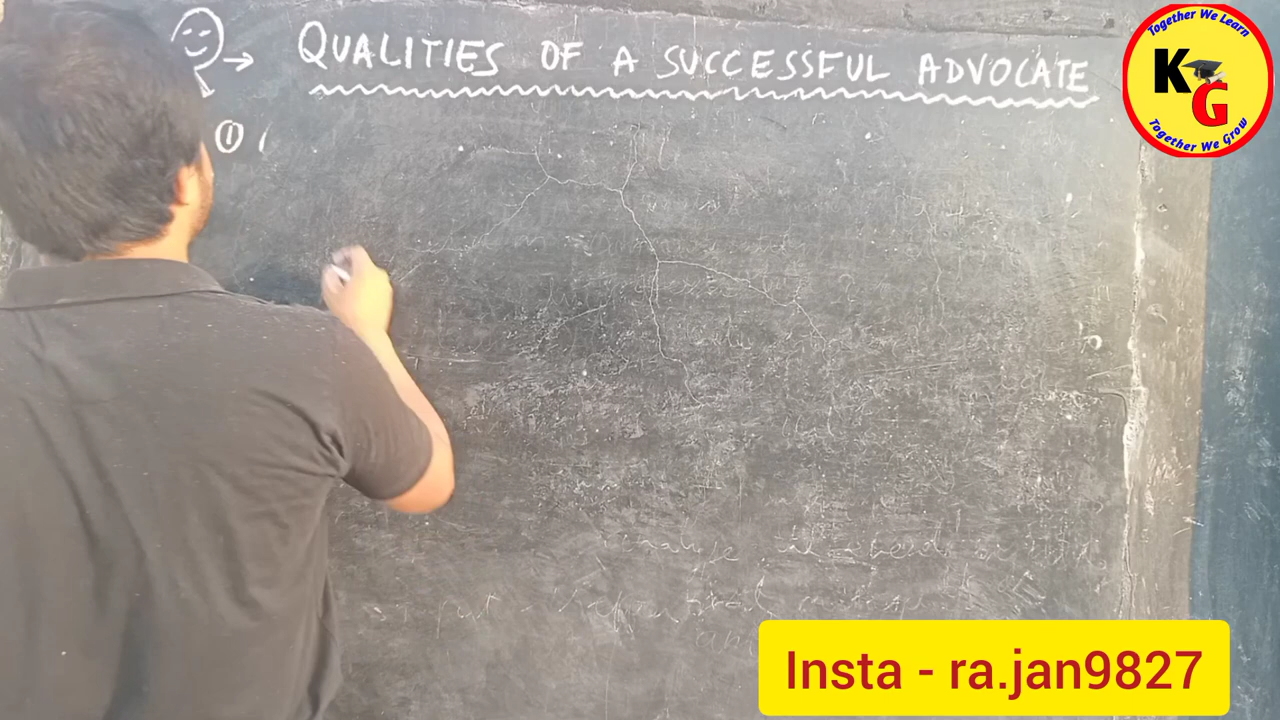 → QUALITIES OF A SUCCESSFUL ADVOCATE
①
Together We Learn
KG
Together We Grow
Insta - ra.jan9827